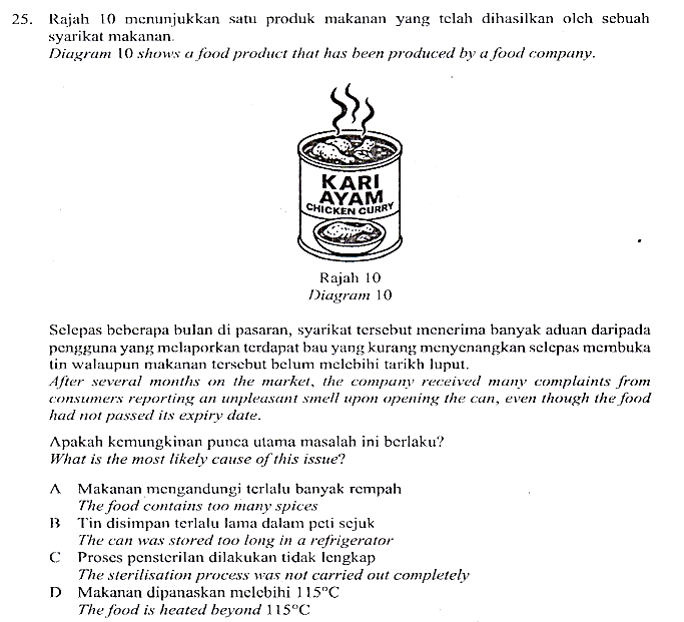 25. Rajah 10 menunjukkan satu produk makanan yang telah dihasilkan oleh sebuah
syarikat makanan.
Diagram 10 shows a food product that has been produced by a food company.
KARI
AYAM
CHICKEN CURRY
Rajah 10
Diagram 10
Selepas beberapa bulan di pasaran, syarikat tersebut menerima banyak aduan daripada
pengguna yang melaporkan terdapat bau yang kurang menyenangkan selepas membuka
tin walaupun makanan tersebut belum melebihi tarikh luput.
After several months on the market, the company received many complaints from
consumers reporting an unpleasant smell upon opening the can, even though the food
had not passed its expiry date.
Apakah kemungkinan punca utama masalah ini berlaku?
What is the most likely cause of this issue?
A Makanan mengandungi terlalu banyak rempah
The food contains too many spices
B Tin disimpan terlalu lama dalam peti sejuk
The can was stored too long in a refrigerator
C Proses pensterilan dilakukan tidak lengkap
The sterilisation process was not carried out completely
D Makanan dipanaskan melebihi 115°C
The food is heated beyond 115°C